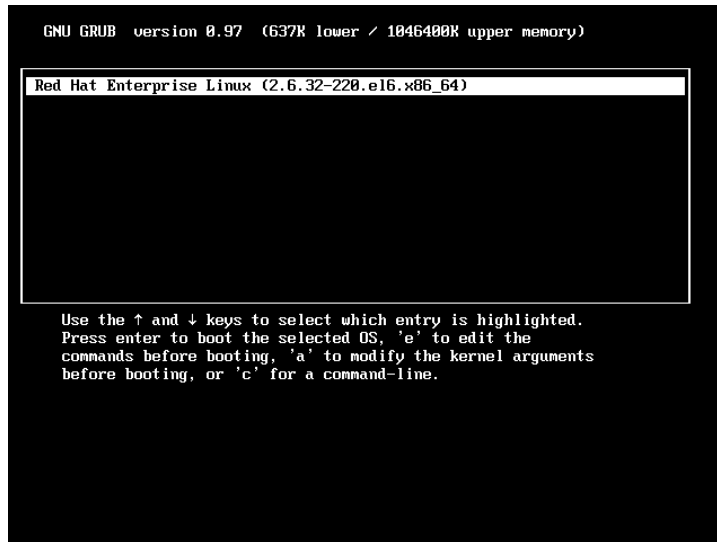 GNU GRUB  version 0.97  (637K lower / 1046400K upper memory)
Red Hat Enterprise Linux (2.6.32-220.el6.x86_64)
Use the ↑ and ↓ keys to select which entry is highlighted.
Press enter to boot the selected OS, 'e' to edit the
commands before booting, 'a' to modify the kernel arguments
before booting, or 'c' for a command-line.